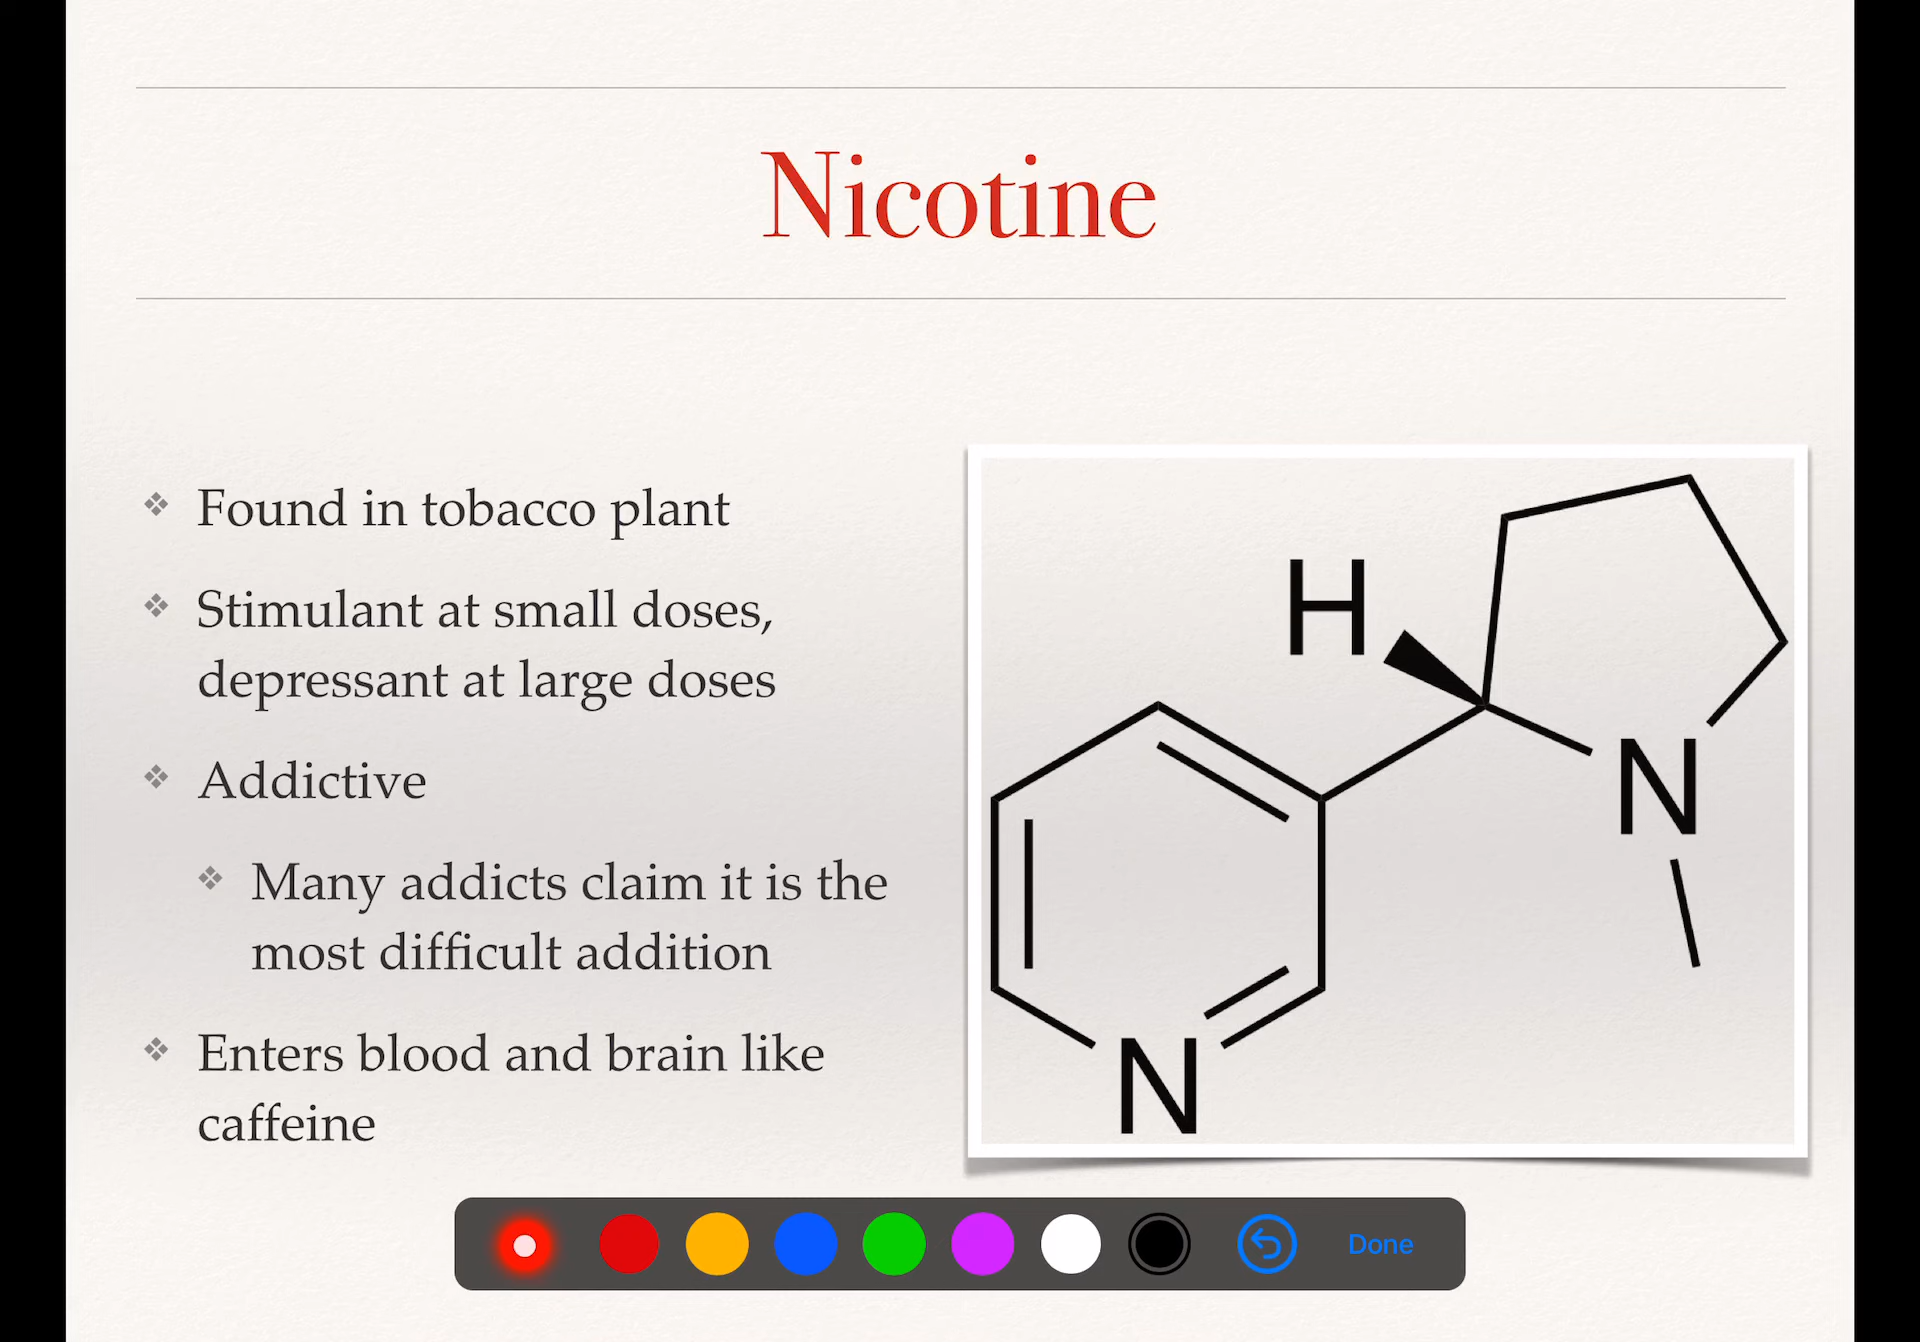 Nicotine
Found in tobacco plant
Stimulant at small doses,
depressant at large doses
Addictive
Many addicts claim it is the
most difficult addition
Enters blood and brain like
caffeine
H
N
N
Done